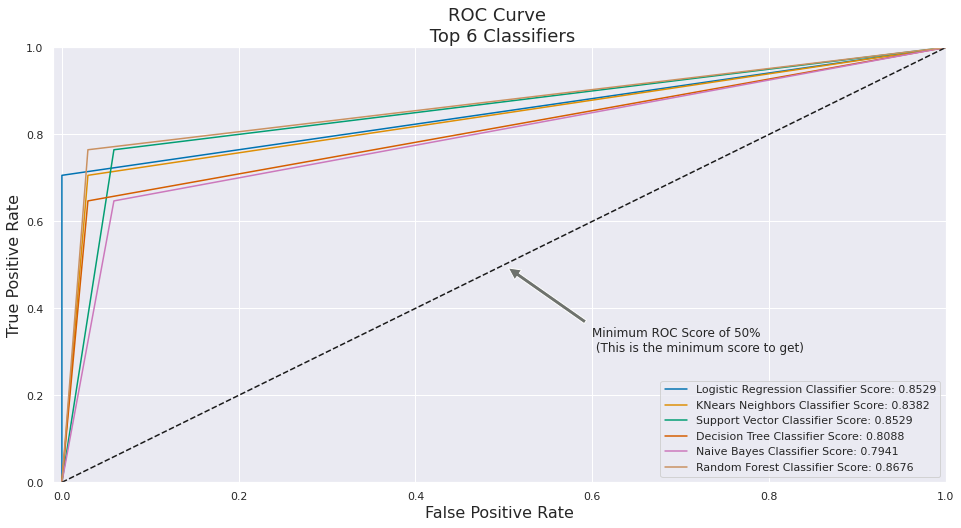 ROC Curve
Top 6 Classifiers
1.0
0.8
0.6
0.4
0.2
0.0
True Positive Rate
Minimum ROC Score of 50%
(This is the minimum score to get)
Logistic Regression Classifier Score: 0.8529
KNears Neighbors Classifier Score: 0.8382
Support Vector Classifier Score: 0.8529
Decision Tree Classifier Score: 0.8088
Naive Bayes Classifier Score: 0.7941
Random Forest Classifier Score: 0.8676
0.0 0.2 0.4 0.6 0.8 1.0
False Positive Rate